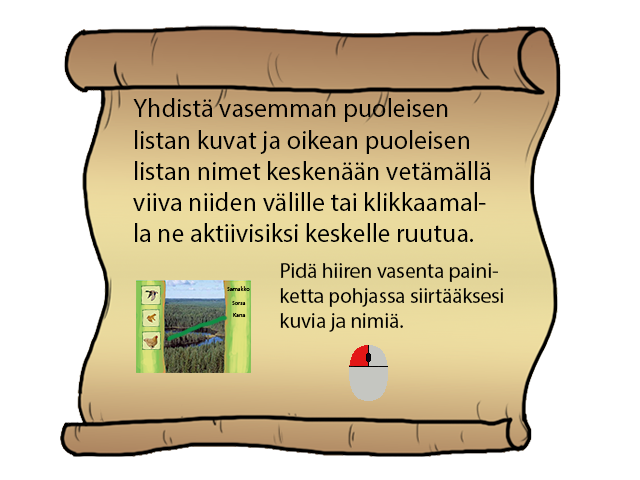 Yhdistä vasemman puoleisen
listan kuvat ja oikean puoleisen
listan nimet keskenään vetämällä
viiva niiden välille tai klikkaamal-
la ne aktiivisiksi keskelle ruutua.
Pidä hiiren vasenta paini-
ketta pohjassa siirtääksesi
kuvia ja nimiä.
Samakko
Sorsa
Kana